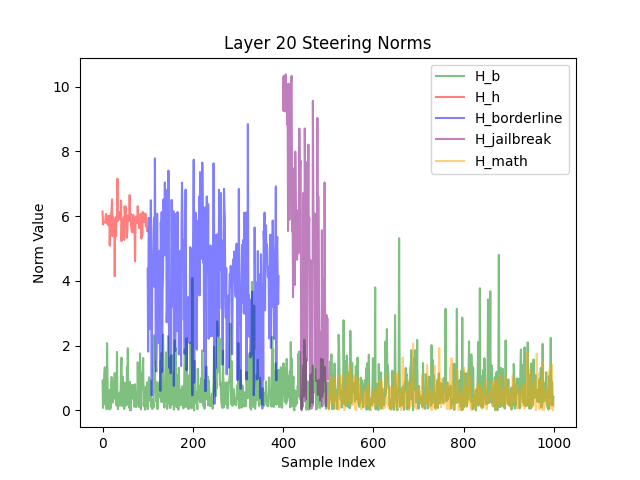 Layer 20 Steering Norms
H_b
H_h
H_borderline
H_jailbreak
H_math
Norm Value
10
8
6
4
2
0
0
200
400
600
800
1000
Sample Index